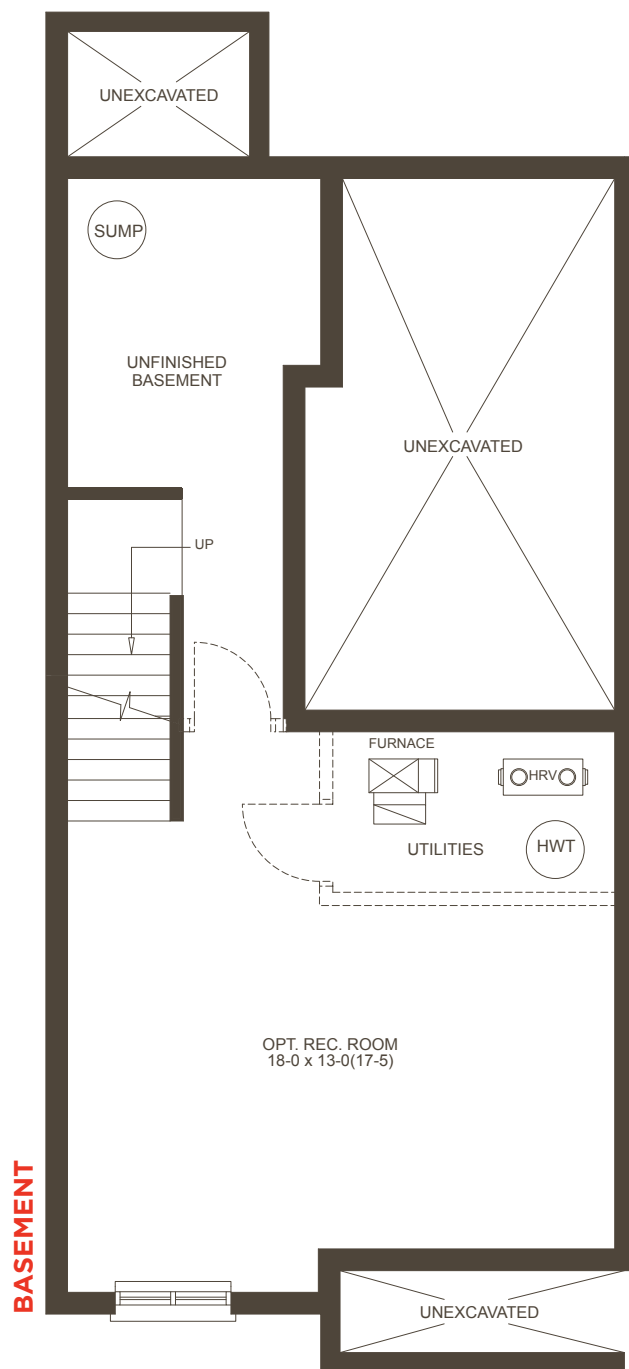 UNEXCAVATED
SUMP
UNFINISHED
BASEMENT
UNEXCAVATED
UP
FURNACE
HRV
UTILITIES
HWT
OPT. REC. ROOM
18-0 x 13-0(17-5)
BASEMENT
UNEXCAVATED